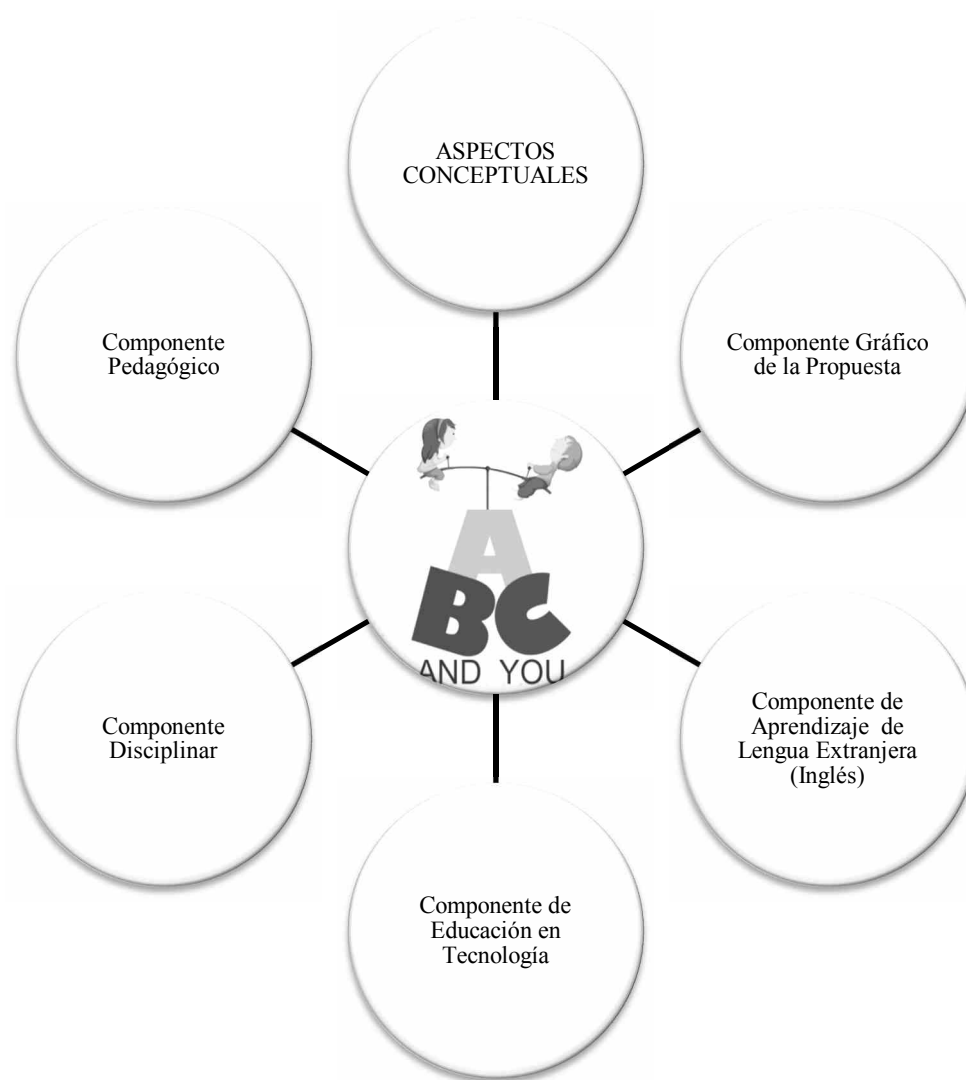 ASPECTOS
CONCEPTUALES
Componente
Pedagógico
Componente Gráfico
de la Propuesta
A
BC
AND YOU
Componente
Disciplinar
Componente de
Aprendizaje de
Lengua Extranjera
(Inglés)
Componente de
Educación en
Tecnología